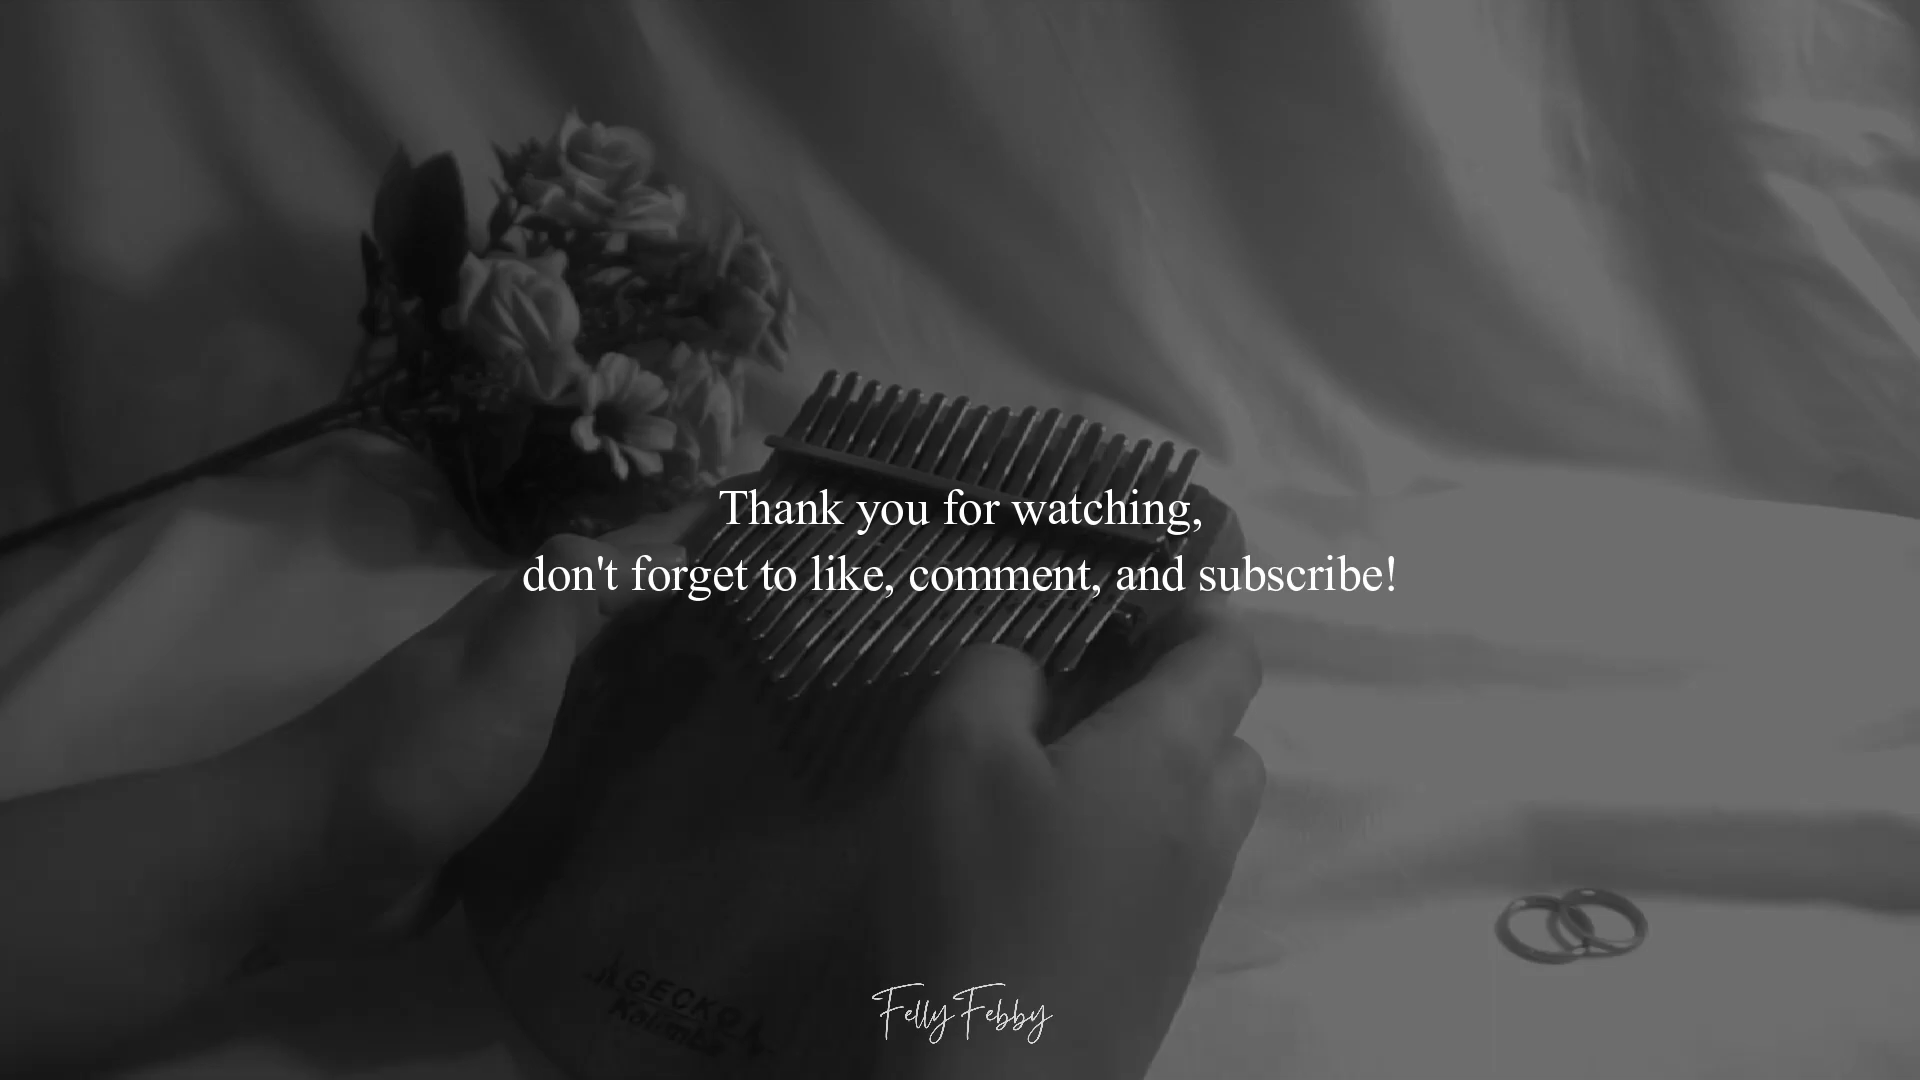 Thank you for watching,
don't forget to like, comment, and subscribe!
GECKO
Kalimba
Felly Febby